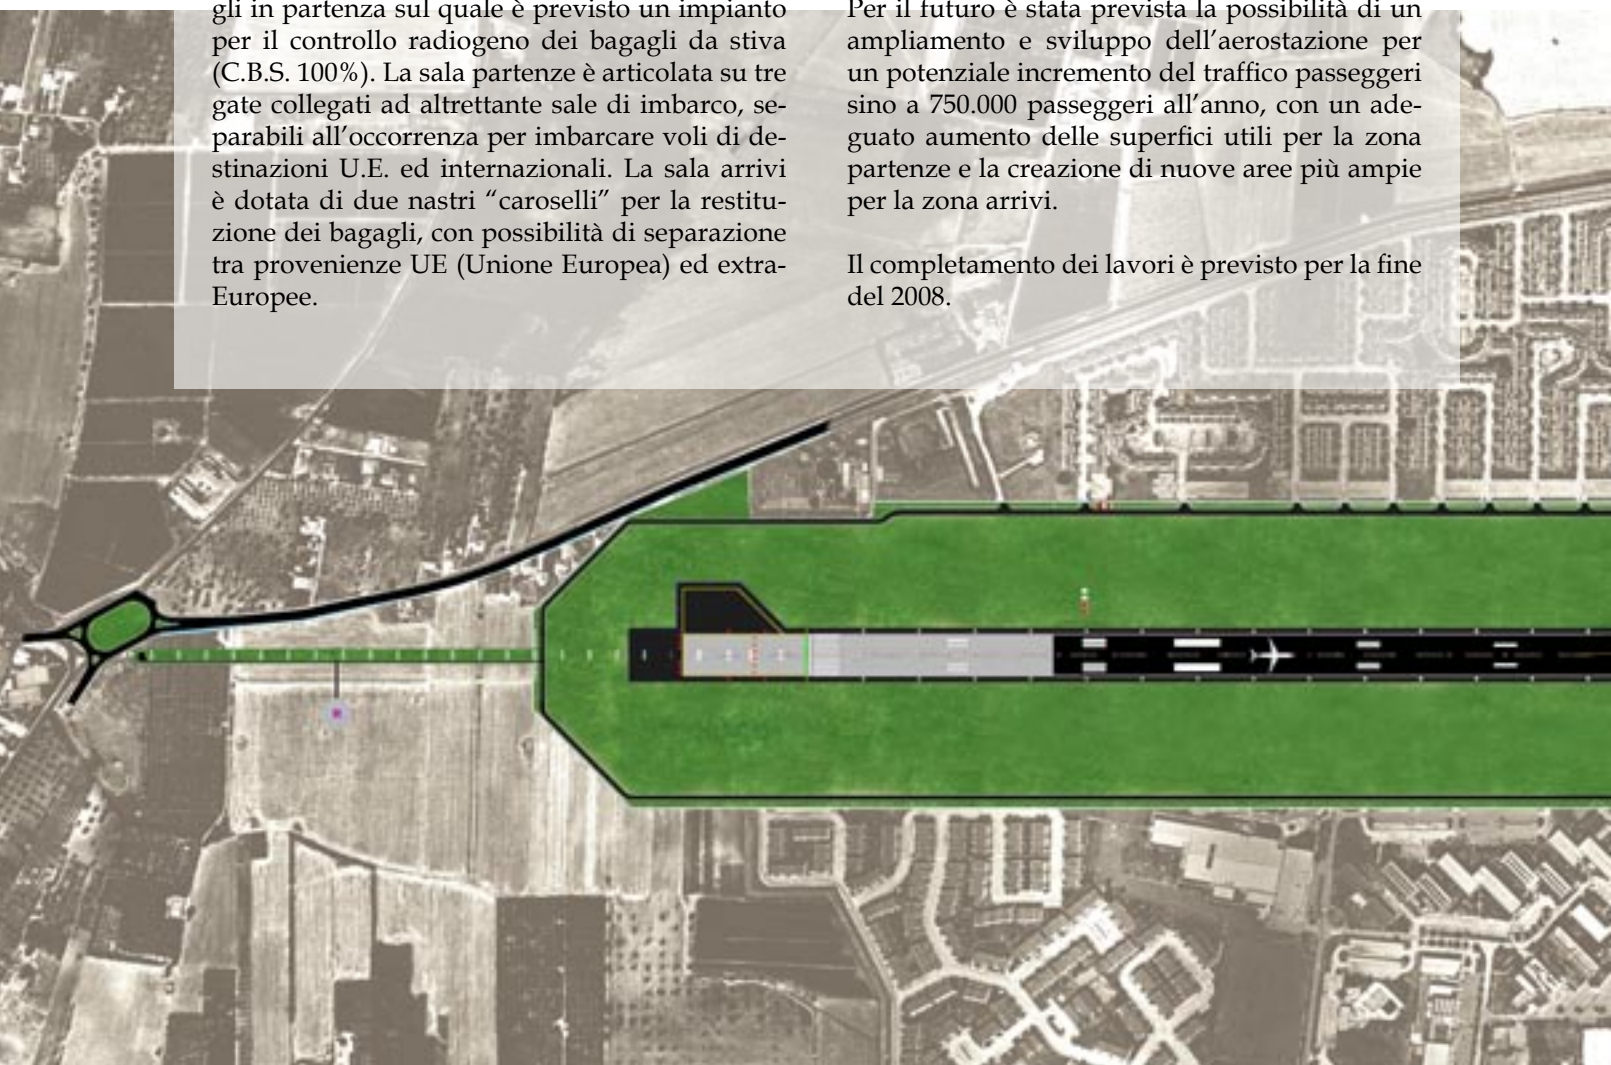 gli in partenza sul quale è previsto un impianto
per il controllo radiogeno dei bagagli da stiva
(C.B.S. 100%). La sala partenze è articolata su tre
gate collegati ad altrettante sale di imbarco, se-
parabili all’occorrenza per imbarcare voli di de-
stinazioni U.E. ed internazionali. La sala arrivi
è dotata di due nastri “caroselli” per la restitu-
zione dei bagagli, con possibilità di separazione
tra provenienze UE (Unione Europea) ed extra-
Europee.
Per il futuro è stata prevista la possibilità di un
ampliamento e sviluppo dell’aerostazione per
un potenziale incremento del traffico passeggeri
sino a 750.000 passeggeri all’anno, con un ade-
guato aumento delle superfici utili per la zona
partenze e la creazione di nuove aree più ampie
per la zona arrivi.
Il completamento dei lavori è previsto per la fine
del 2008.